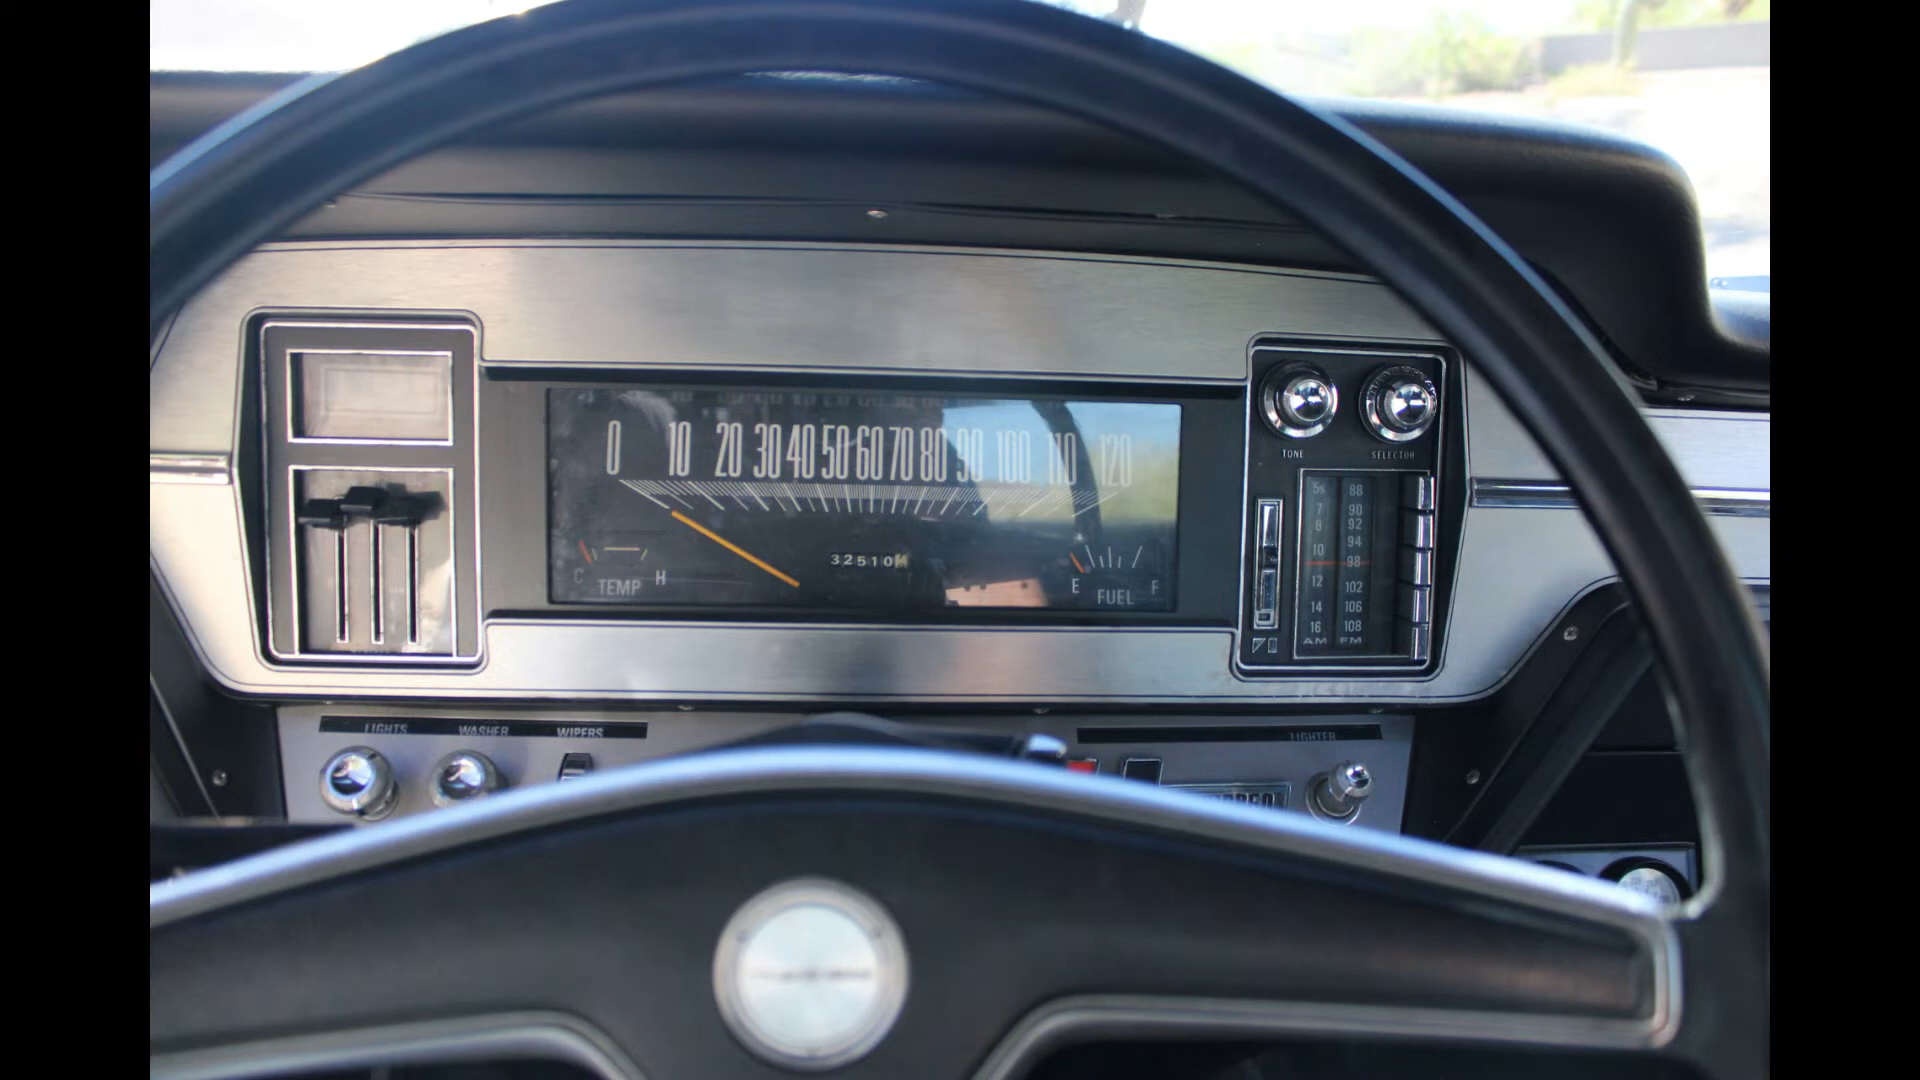 0 10 20 30 40 50 60 70 80 90 100 110 120
32510
C TEMP H
E FUEL F
TONE SELECTOR
88
7 90
8 92
94
10
98
12 102
14 106
16 108
AM FM
LIGHTS WASHER WIPERS
LIGHTER